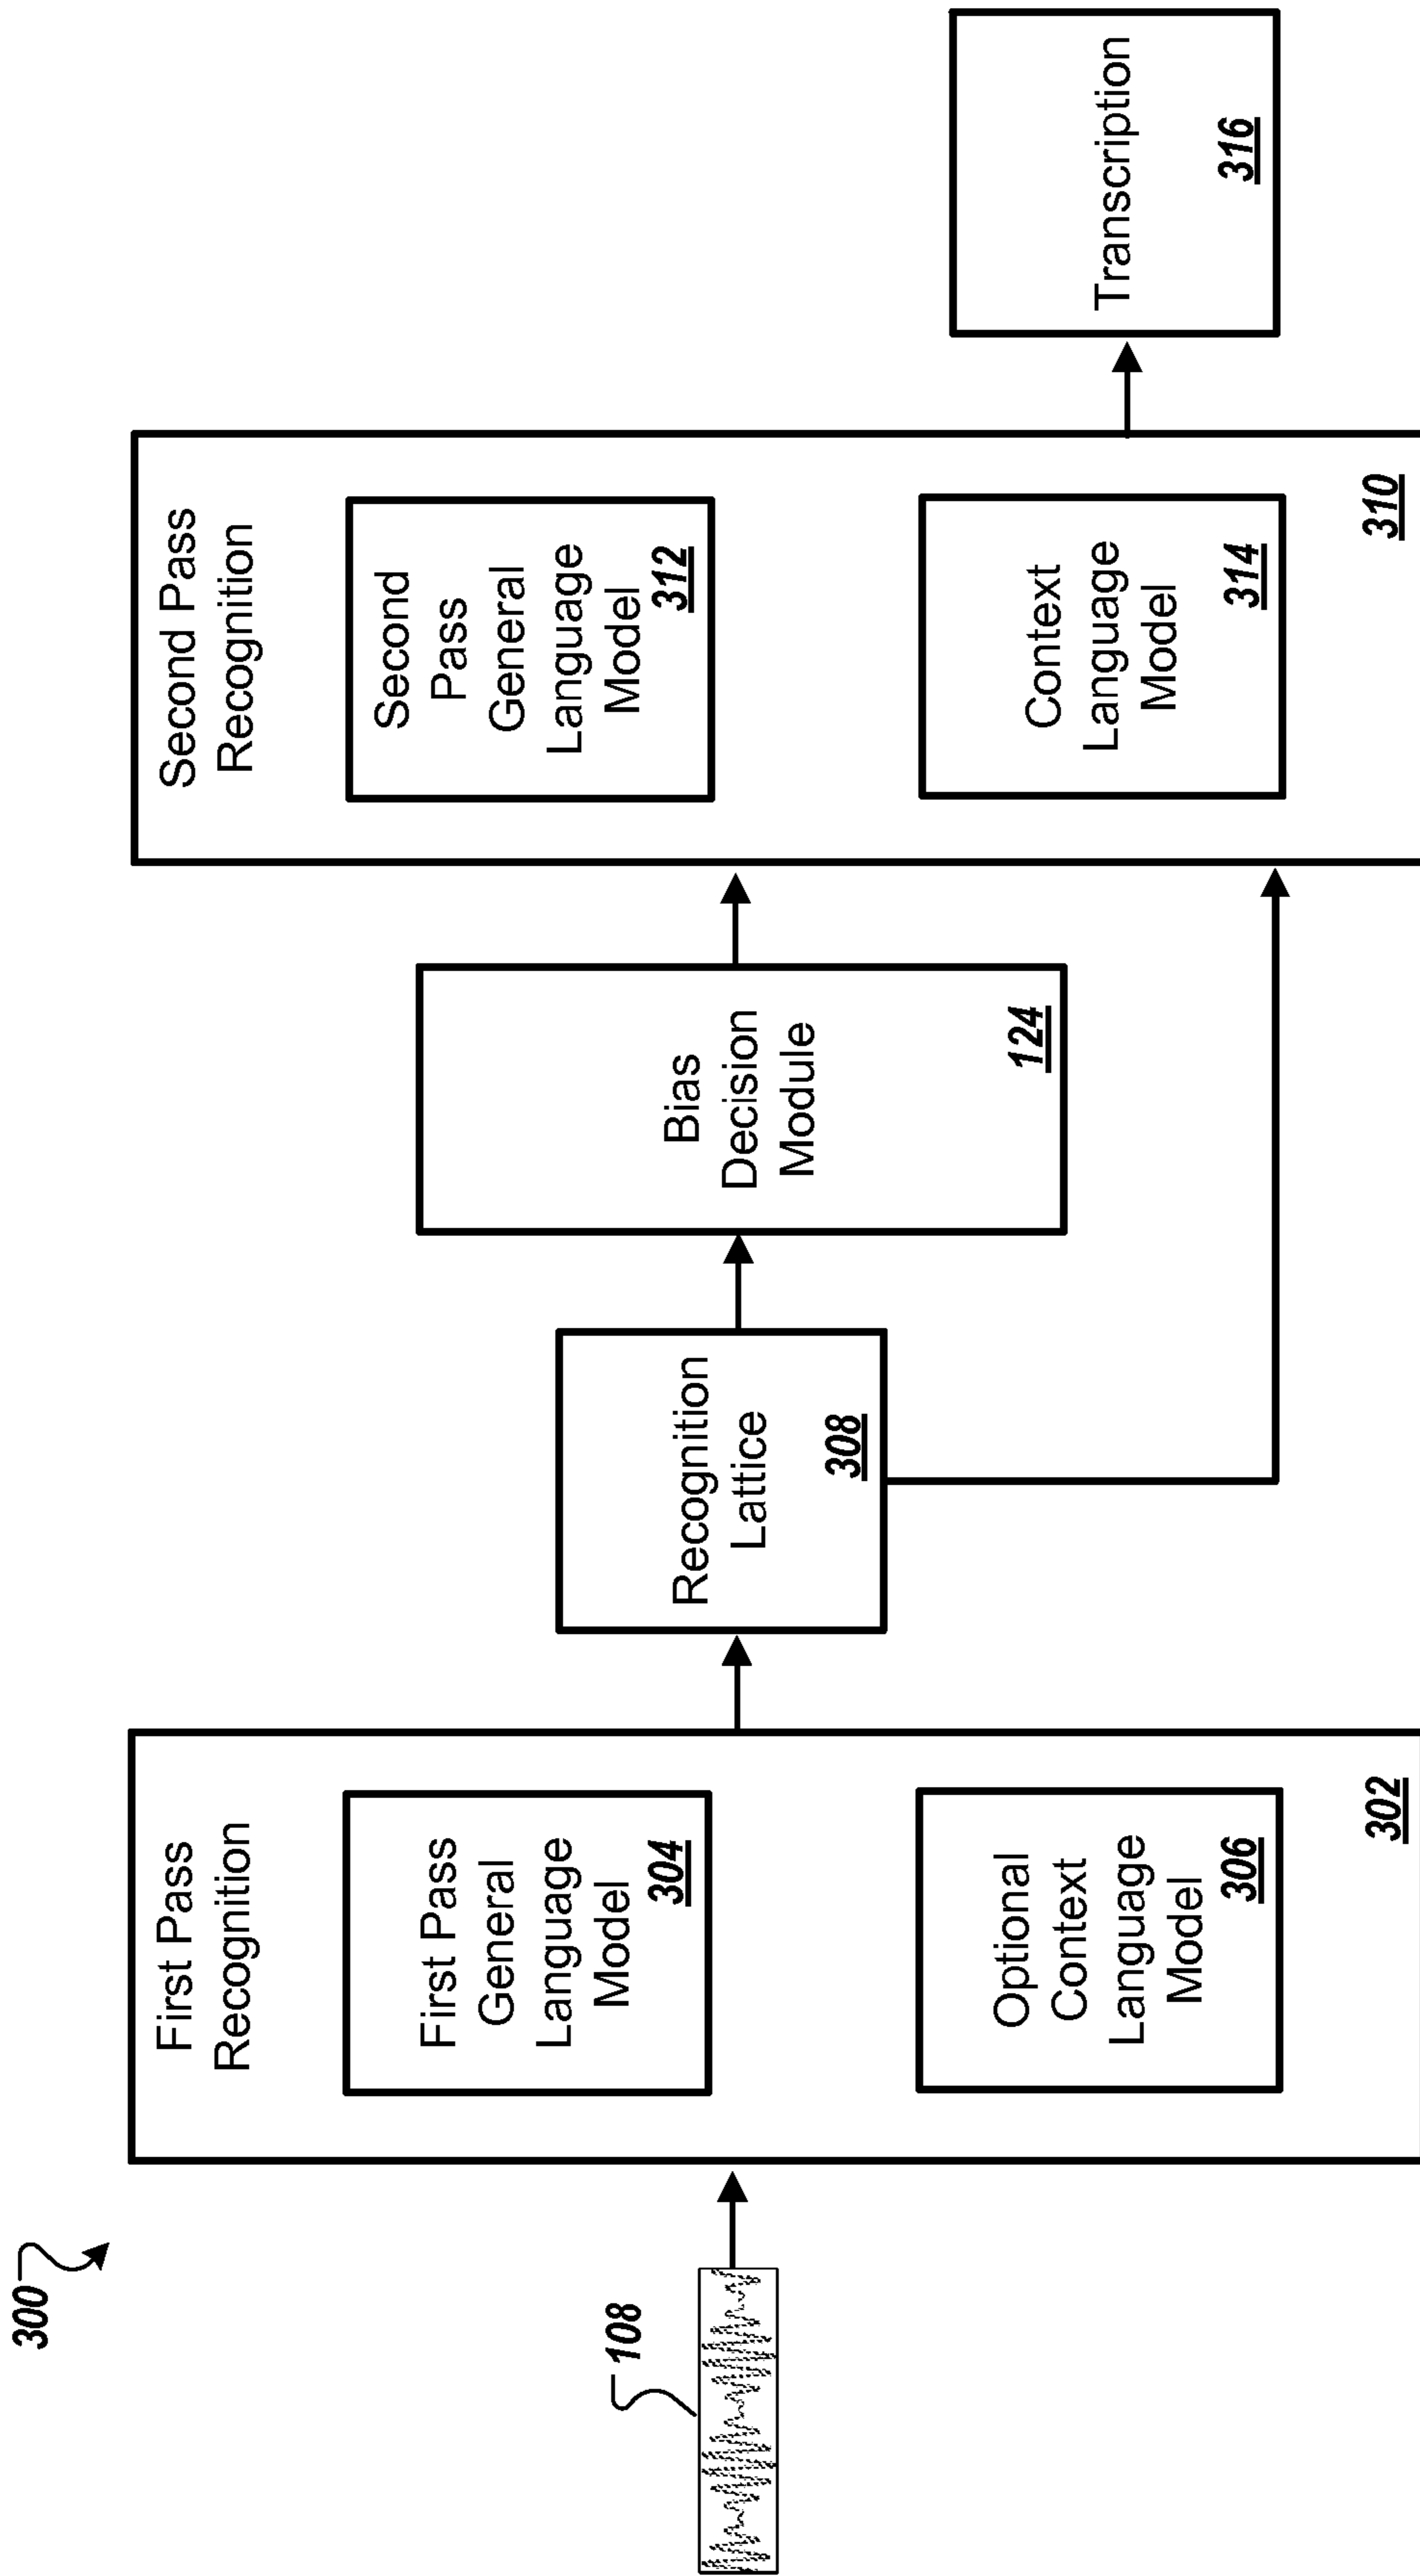 300
108
First Pass
Recognition
First Pass
General
Language
Model
304
Optional
Context
Language
Model
306
302
Recognition
Lattice
308
Bias
Decision
Module
124
Second Pass
Recognition
Second
Pass
General
Language
Model
312
Context
Language
Model
314
310
Transcription
316